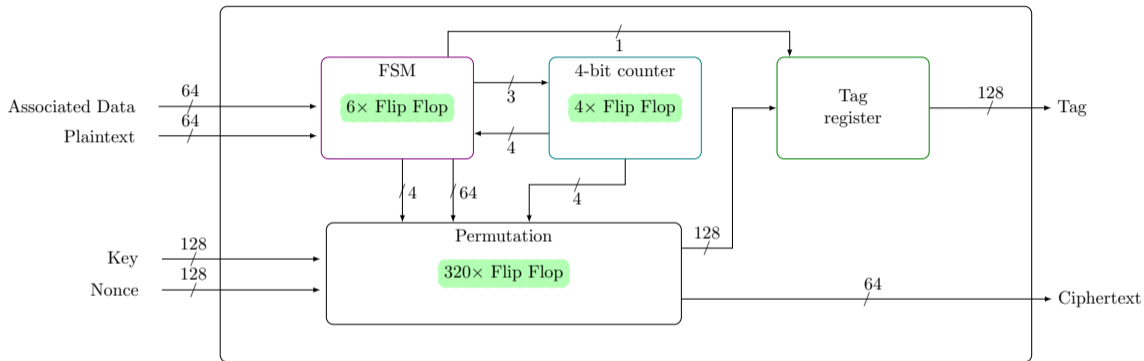 1
FSM
4-bit counter
6× Flip Flop
4× Flip Flop
3
4
Tag
register
Associated Data
64
Plaintext
64
128
Tag
4
64
4
Key
128
Nonce
128
Permutation
320× Flip Flop
128
64
Ciphertext